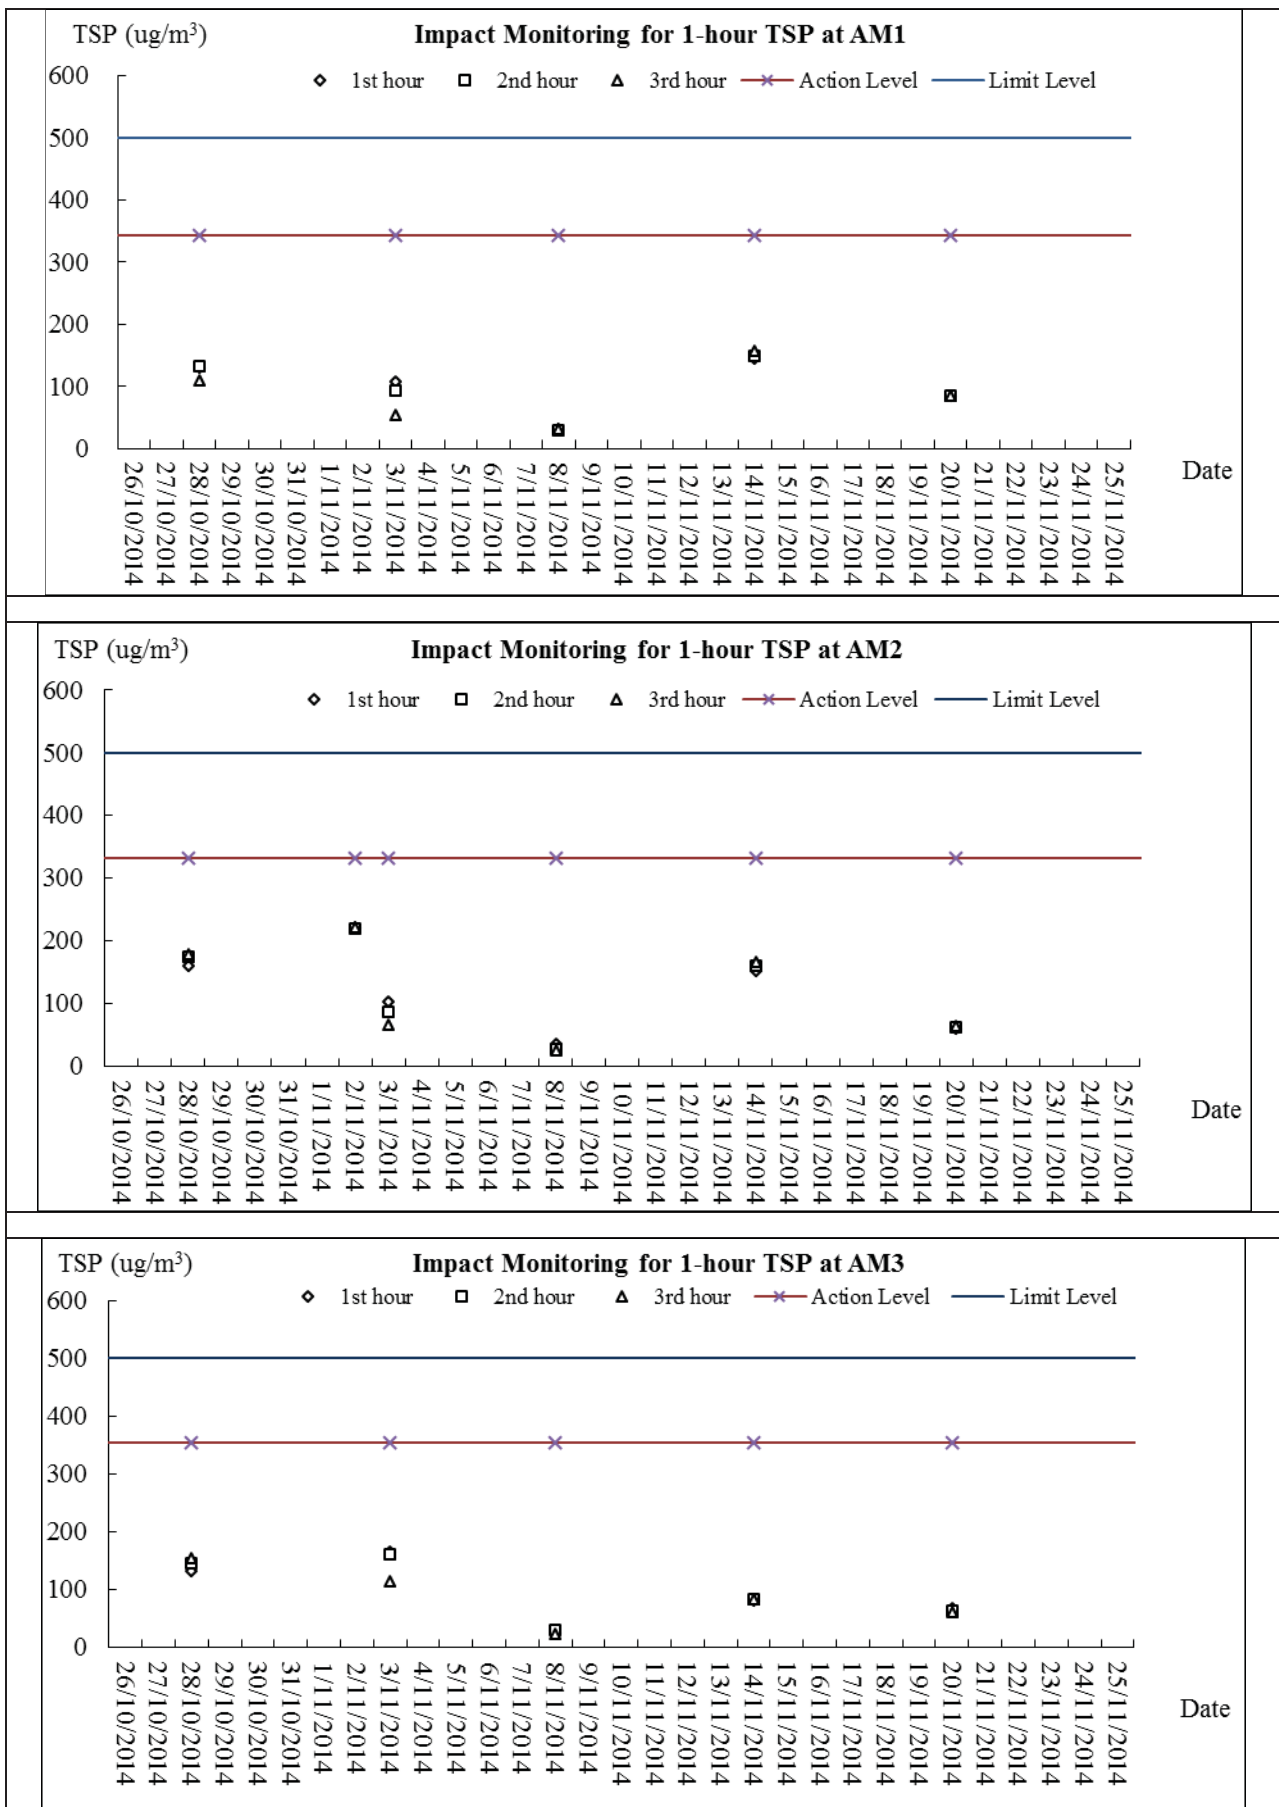 TSP (ug/m³) Impact Monitoring for 1-hour TSP at AM1
600 1st hour 2nd hour 3rd hour Action Level Limit Level
500
400
300
200
100
0
26/10/2014 27/10/2014 28/10/2014 29/10/2014 30/10/2014 31/10/2014 1/11/2014 2/11/2014 3/11/2014 4/11/2014 5/11/2014 6/11/2014 7/11/2014 8/11/2014 9/11/2014 10/11/2014 11/11/2014 12/11/2014 13/11/2014 14/11/2014 15/11/2014 16/11/2014 17/11/2014 18/11/2014 19/11/2014 20/11/2014 21/11/2014 22/11/2014 23/11/2014 24/11/2014 25/11/2014 Date
TSP (ug/m³) Impact Monitoring for 1-hour TSP at AM2
600 1st hour 2nd hour 3rd hour Action Level Limit Level
500
400
300
200
100
0
26/10/2014 27/10/2014 28/10/2014 29/10/2014 30/10/2014 31/10/2014 1/11/2014 2/11/2014 3/11/2014 4/11/2014 5/11/2014 6/11/2014 7/11/2014 8/11/2014 9/11/2014 10/11/2014 11/11/2014 12/11/2014 13/11/2014 14/11/2014 15/11/2014 16/11/2014 17/11/2014 18/11/2014 19/11/2014 20/11/2014 21/11/2014 22/11/2014 23/11/2014 24/11/2014 25/11/2014 Date
TSP (ug/m³) Impact Monitoring for 1-hour TSP at AM3
600 1st hour 2nd hour 3rd hour Action Level Limit Level
500
400
300
200
100
0
26/10/2014 27/10/2014 28/10/2014 29/10/2014 30/10/2014 31/10/2014 1/11/2014 2/11/2014 3/11/2014 4/11/2014 5/11/2014 6/11/2014 7/11/2014 8/11/2014 9/11/2014 10/11/2014 11/11/2014 12/11/2014 13/11/2014 14/11/2014 15/11/2014 16/11/2014 17/11/2014 18/11/2014 19/11/2014 20/11/2014 21/11/2014 22/11/2014 23/11/2014 24/11/2014 25/11/2014 Date